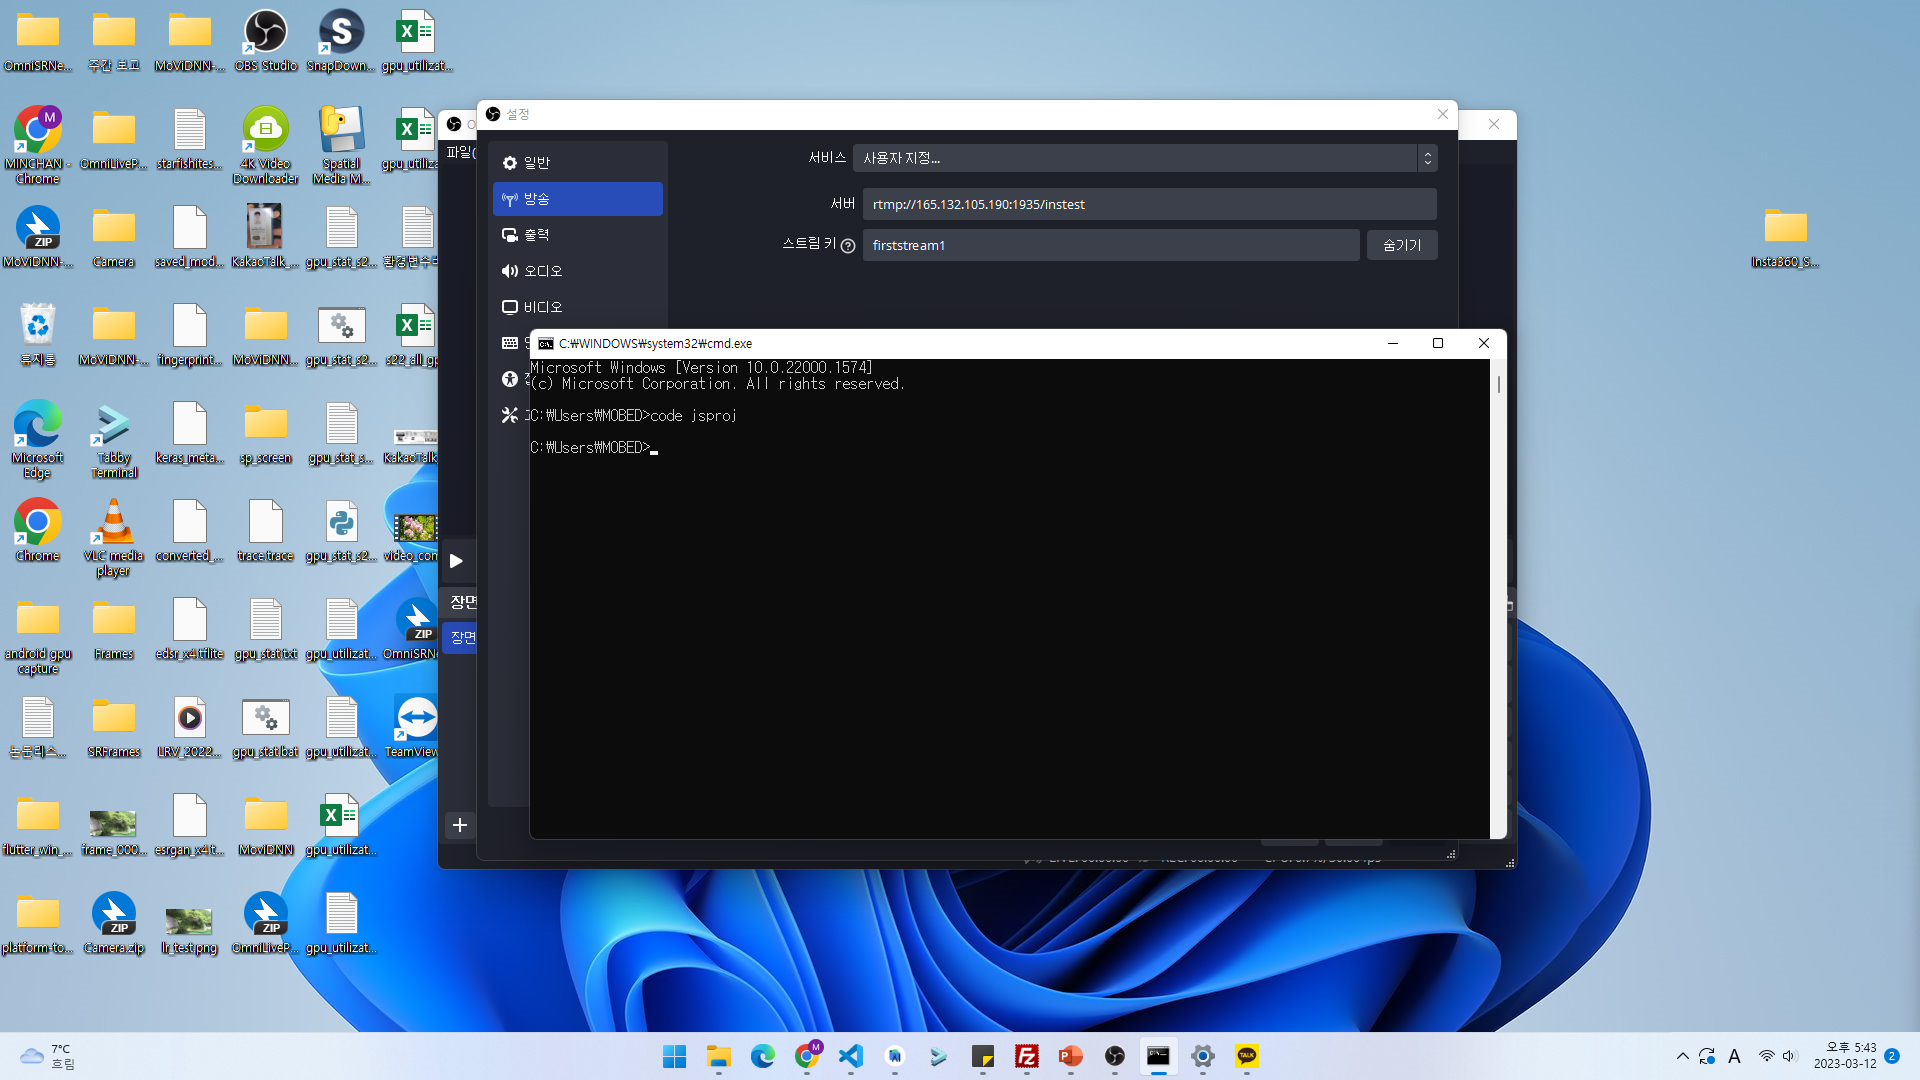 OmniSRNe...
주간 보고
MoViDNN-...
OBS Studio
SnapDown...
gpu_utilizat...
MINCHAN -
Chrome
OmniLiveP...
starfishites...
4K Video
Downloader
Spatial
Media M...
MoViDNN-...
Camera
saved_mod...
KakaoTalk_...
gpu_stat_s2...
휴지통
MoViDNN-...
fingerprint...
MoViDNN-...
gpu_stat_s2...
s22_all_gp
Microsoft
Edge
Tabby
Terminal
keras_meta...
sp_screen
gpu_stat_s...
KakaoTalk
Chrome
VLC media
player
converted_...
trace.trace
gpu_stat_s2...
video_con
android gpu
capture
Frames
edsr_x4.tflite
gpu_stat.txt
gpu_utilizat...
OmniSRNe
논문리스...
SRFrames
LRV_2022...
gpu_stat.bat
gpu_utilizat...
TeamView
flutter_win_...
frame_000...
esrgan_x4.t...
MoviDNN
gpu_utilizat...
platform-to...
Camera.zip
lr_test.png
OmniLiveP...
gpu_utilizat...
Insta360_S...
파일(
장면
장면
설정
일반
방송
출력
오디오
비디오
서비스
사용자 지정...
서버
rtmp://165.132.105.190:1935/instest
스트림 키
firststream1
숨기기
C:₩WINDOWS₩system32₩cmd.exe
Microsoft Windows [Version 10.0.22000.1574]
(c) Microsoft Corporation. All rights reserved.
C:₩Users₩MOBED>code jsproj
C:₩Users₩MOBED>
7°C
흐림
A
오후 5:43
2023-03-12
2